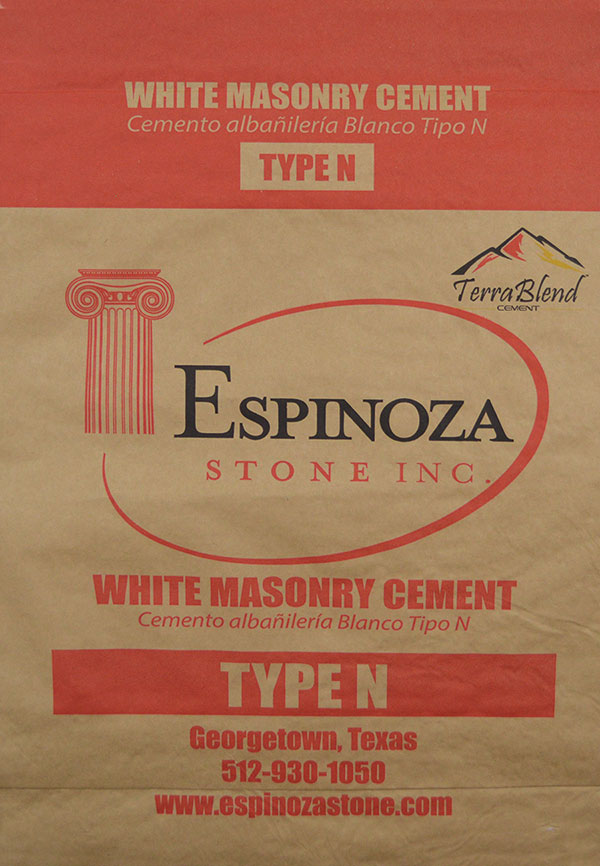 WHITE MASONRY CEMENT
Cemento albañilería Blanco Tipo N
TYPE N
TerraBlend™
CEMENT
ESPINOZA
STONE INC.
WHITE MASONRY CEMENT
Cemento albañilería Blanco Tipo N
TYPE N
Georgetown, Texas
512-930-1050
www.espinozastone.com